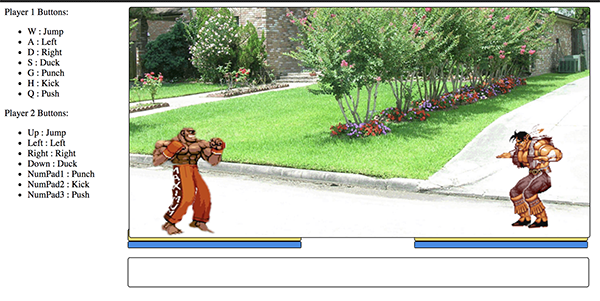 Player 1 Buttons:
W : Jump
A : Left
D : Right
S : Duck
G : Punch
H : Kick
Q : Push
Player 2 Buttons:
Up : Jump
Left : Left
Right : Right
Down : Duck
NumPad1 : Punch
NumPad2 : Kick
NumPad3 : Push